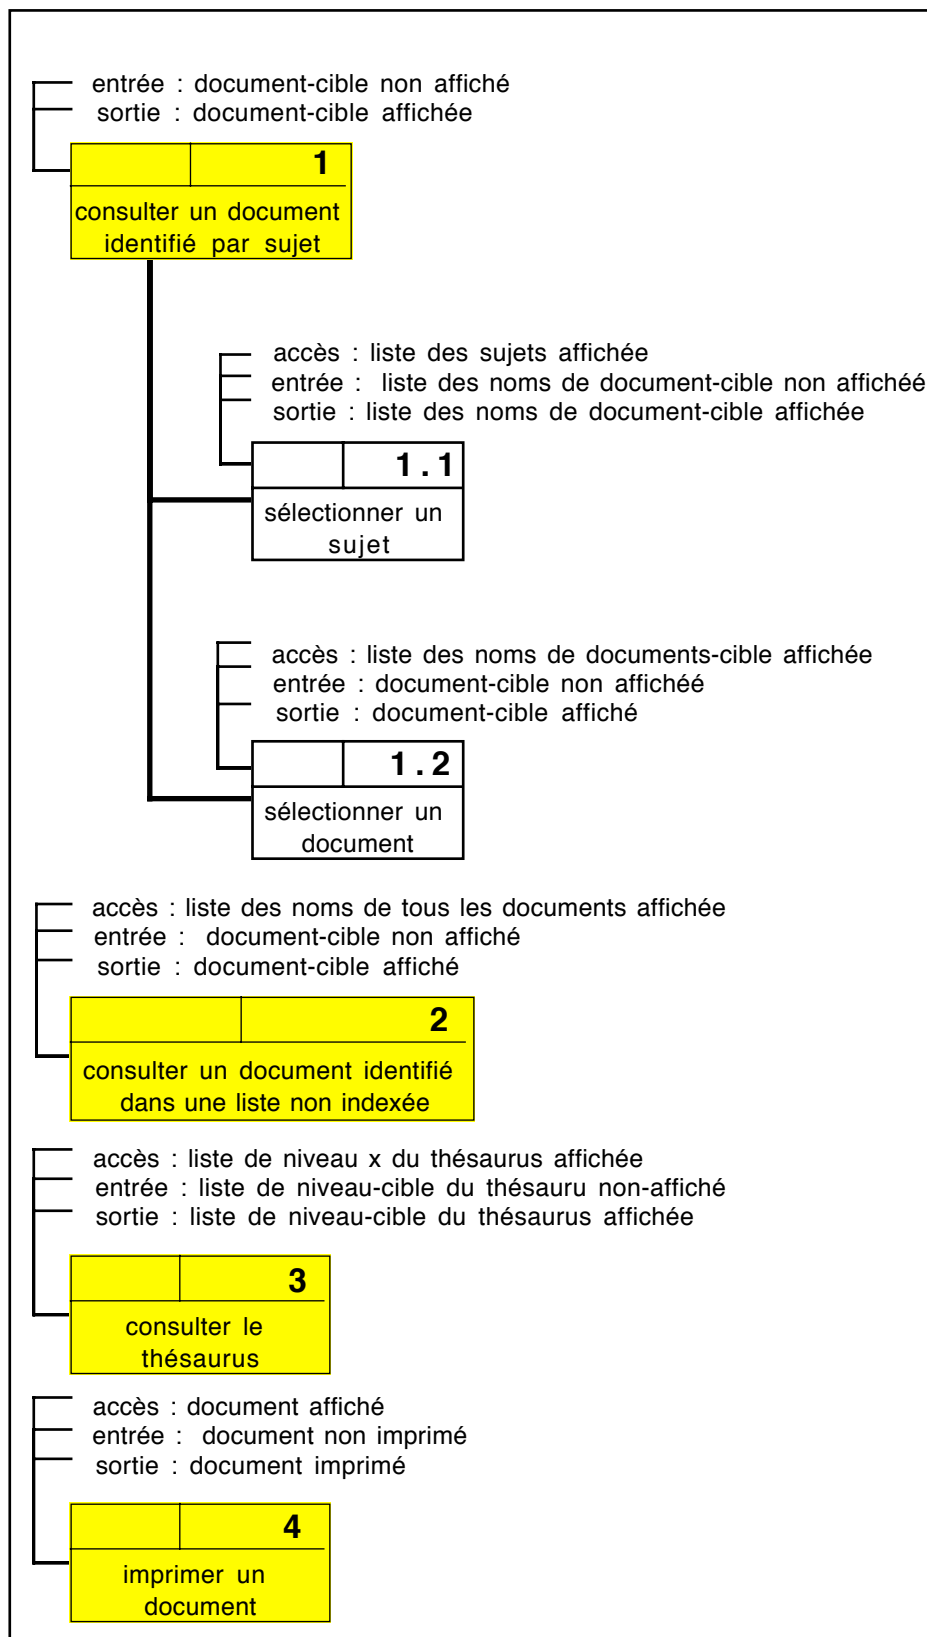 entrée : document-cible non affiché
sortie : document-cible affichée
1
consulter un document
identifié par sujet
accès : liste des sujets affichée
entrée : liste des noms de document-cible non affichéé
sortie : liste des noms de document-cible affichée
1.1
sélectionner un
sujet
accès : liste des noms de documents-cible affichée
entrée : document-cible non affichéé
sortie : document-cible affiché
1.2
sélectionner un
document
accès : liste des noms de tous les documents affichée
entrée : document-cible non affiché
sortie : document-cible affiché
2
consulter un document identifié
dans une liste non indexée
accès : liste de niveau x du thésaurus affichée
entrée : liste de niveau-cible du thésauru non-affiché
sortie : liste de niveau-cible du thésaurus affichée
3
consulter le
thésaurus
accès : document affiché
entrée : document non imprimé
sortie : document imprimé
4
imprimer un
document